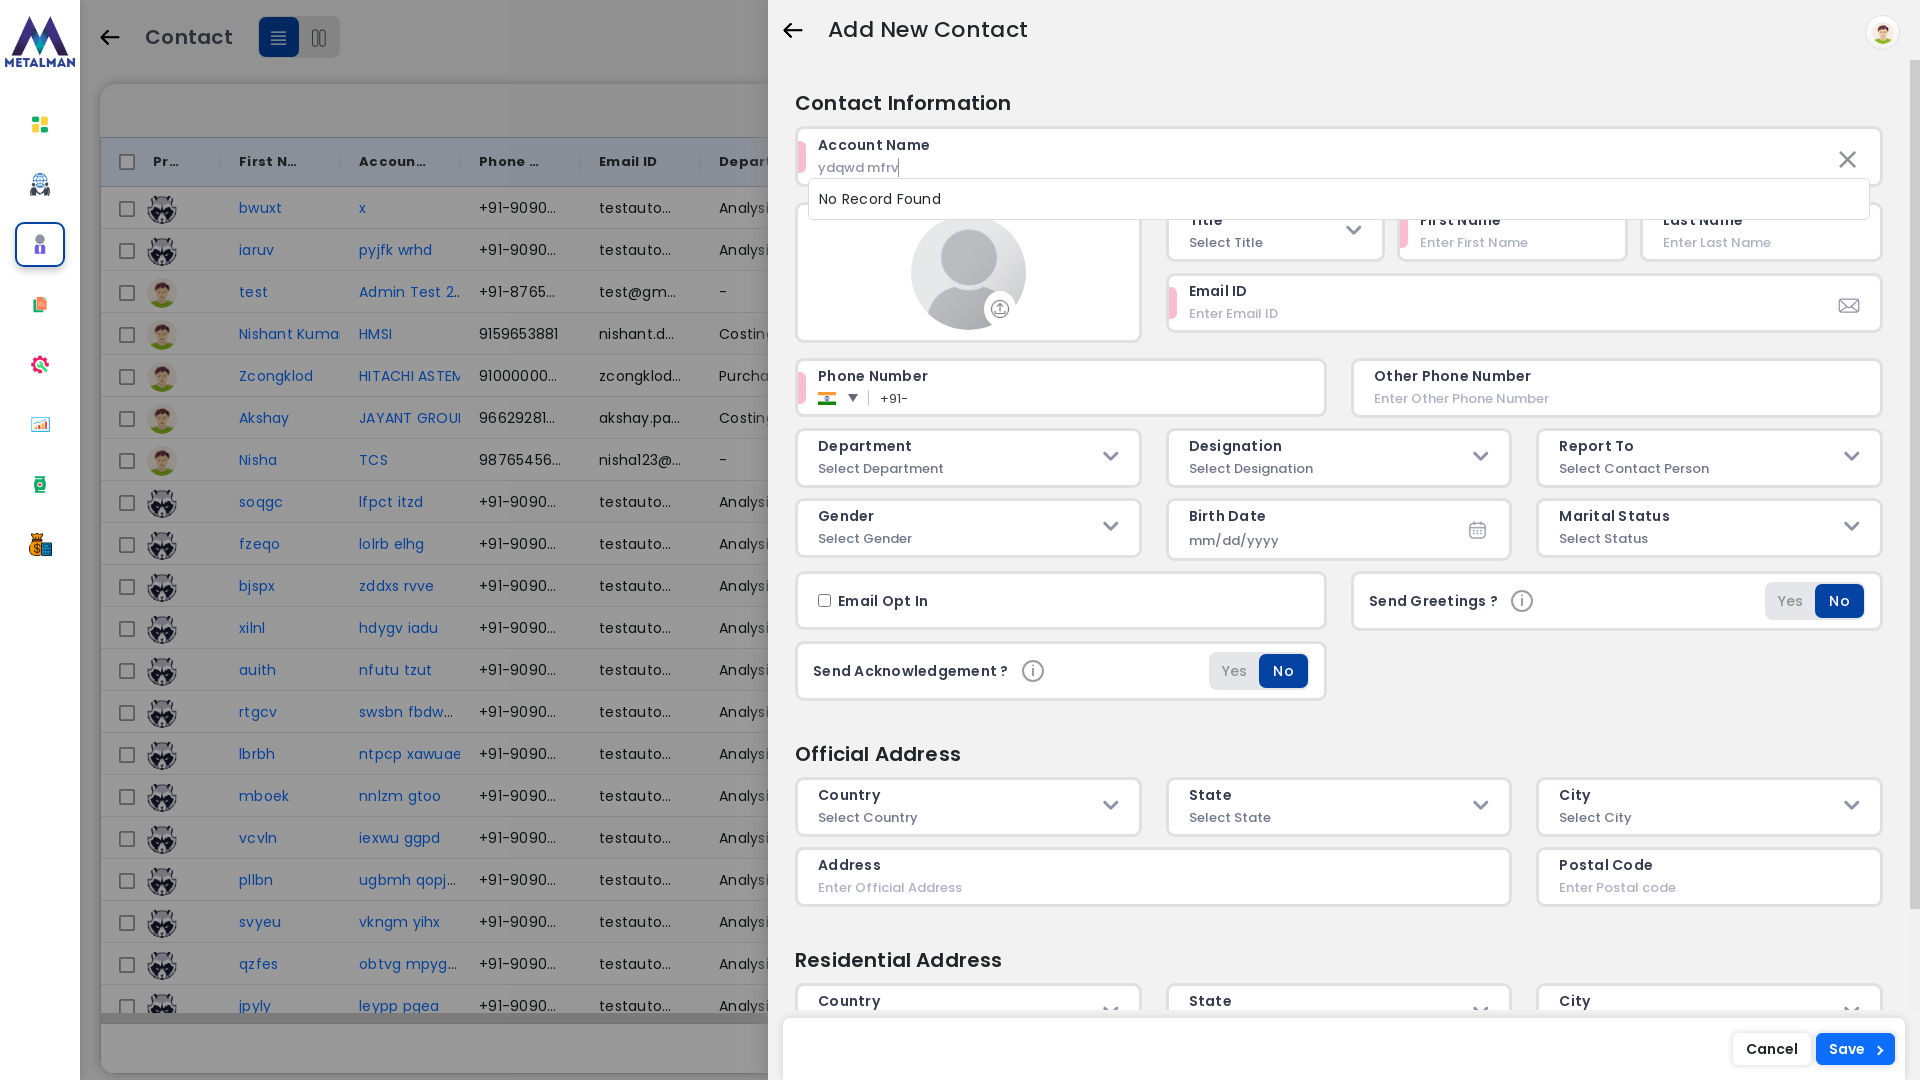 METALMAN
Contact
Pr... First N... Accoun... Phone ... Email ID Depart
bwuxt x +91-9090... testauto... Analysi
iaruv pyjfk wrhd +91-9090... testauto... Analysi
test Admin Test 2... +91-8765... test@gm... -
Nishant Kuma HMSI 9159653881 nishant.d... Costin
Zcongklod HITACHI ASTEM 91000000... zcongklod... Purcha
Akshay JAYANT GROU 96629281... akshay.pa... Costin
Nisha TCS 98765456... nisha123@... -
soqgc lfpct itzd +91-9090... testauto... Analysi
fzeqo lolrb elhg +91-9090... testauto... Analysi
bjspx zddxs rvve +91-9090... testauto... Analysi
xilnl hdygv iadu +91-9090... testauto... Analysi
auith nfutu tzut +91-9090... testauto... Analysi
rtgcv swsbn fbdw... +91-9090... testauto... Analysi
lbrbh ntpcp xawuae +91-9090... testauto... Analysi
mboek nnlzm gtoo +91-9090... testauto... Analysi
vcvln iexwu ggpd +91-9090... testauto... Analysi
pllbn ugbmh qopj... +91-9090... testauto... Analysi
svyeu vkngm yihx +91-9090... testauto... Analysi
qzfes obtvg mpyg... +91-9090... testauto... Analysi
jpyly leypp pgea +91-9090... testauto... Analysi
Add New Contact
Contact Information
Account Name
ydqwd mfrv
No Record Found
Title First Name Last Name
Select Title Enter First Name Enter Last Name
Email ID
Enter Email ID
Phone Number Other Phone Number
+91- Enter Other Phone Number
Department Designation Report To
Select Department Select Designation Select Contact Person
Gender Birth Date Marital Status
Select Gender mm/dd/yyyy Select Status
Email Opt In Send Greetings ? Yes No
Send Acknowledgement ? Yes No
Official Address
Country State City
Select Country Select State Select City
Address Postal Code
Enter Official Address Enter Postal code
Residential Address
Country State City
Cancel Save